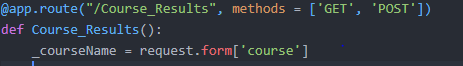 @app.route("/Course_Results", methods = ['GET', 'POST'])
def Course_Results():
    _courseName = request.form['course']